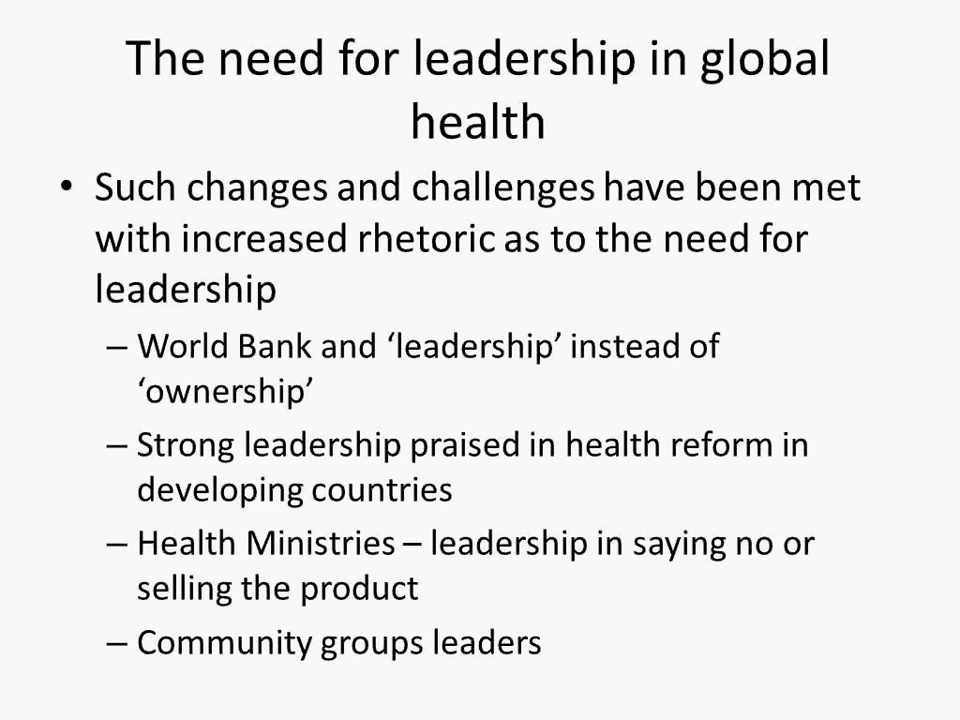 The need for leadership in global
health
• Such changes and challenges have been met
with increased rhetoric as to the need for
leadership
– World Bank and ‘leadership’ instead of
‘ownership’
– Strong leadership praised in health reform in
developing countries
– Health Ministries – leadership in saying no or
selling the product
– Community groups leaders